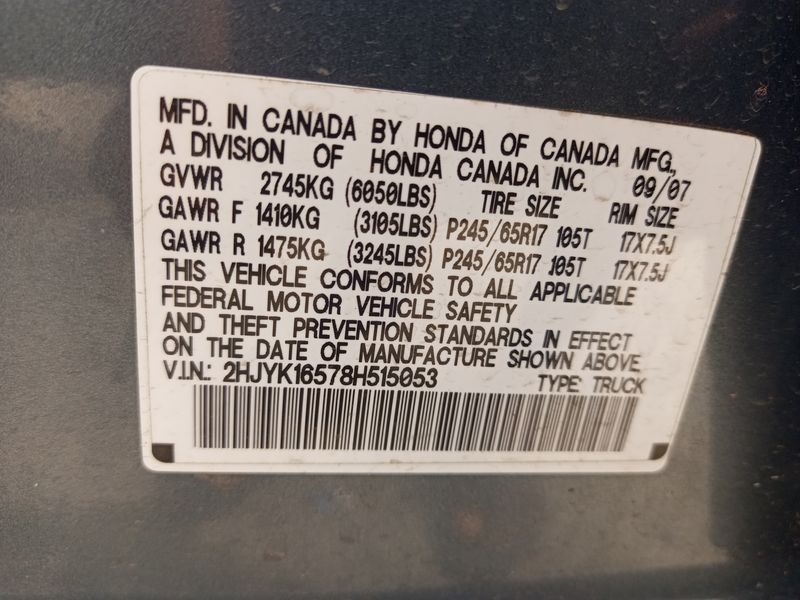 MFD. IN CANADA BY HONDA OF CANADA MFG.,
A DIVISION OF HONDA CANADA INC. 09/07
GVWR 2745KG (6050LBS) TIRE SIZE RIM SIZE
GAWR F 1410KG (3105LBS) P245/65R17 105T 17X7.5J
GAWR R 1475KG (3245LBS) P245/65R17 105T 17X7.5J
THIS VEHICLE CONFORMS TO ALL APPLICABLE
FEDERAL MOTOR VEHICLE SAFETY
AND THEFT PREVENTION STANDARDS IN EFFECT
ON THE DATE OF MANUFACTURE SHOWN ABOVE.
V.I.N.: 2HJYK16578H515053 TYPE: TRUCK